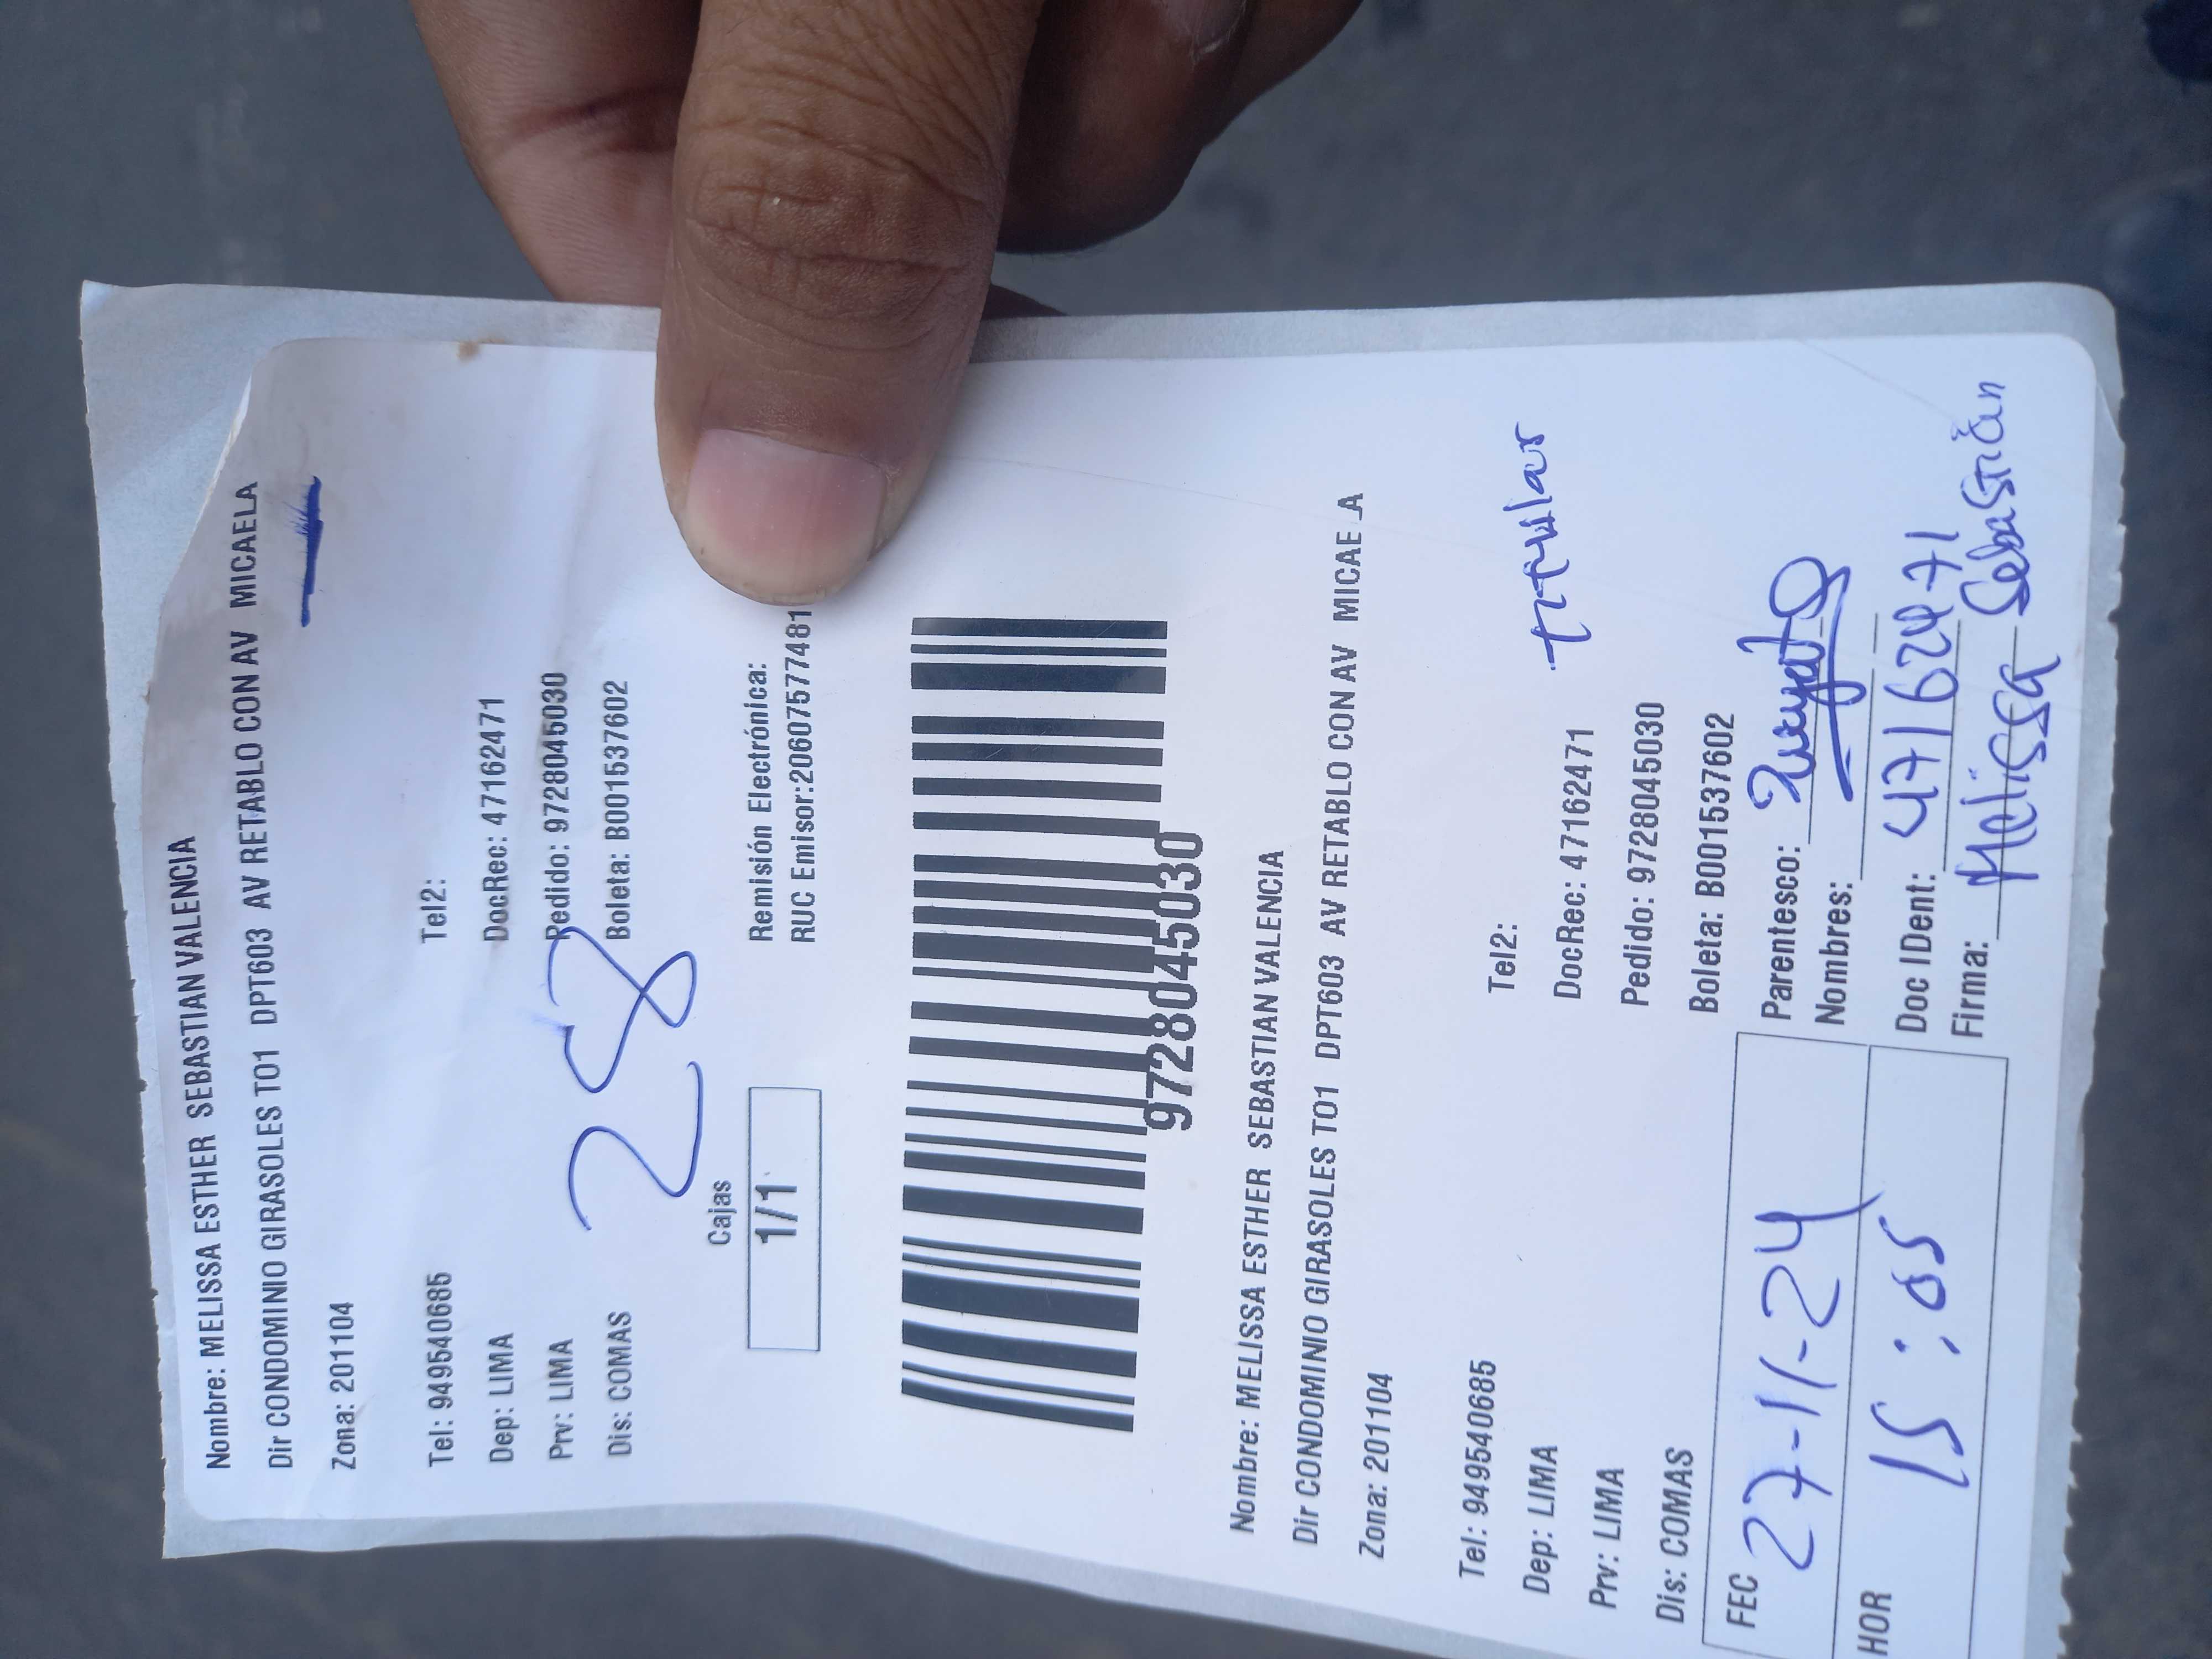 Nombre: MELISSA ESTHER SEBASTIAN VALENCIA
Dir CONDOMINIO GIRASOLES TO1 DPT603 AV RETABLO CON AV MICAELA
Zona: 201104
Tel: 949540685 Tel2:
Dep: LIMA DocRec: 47162471
Prv: LIMA Pedido: 9728045030
Dis: COMAS Boleta: B001537602
28
Cajas Remisión Electrónica:
1/1 RUC Emisor:20607577481
9728045030
Nombre: MELISSA ESTHER SEBASTIAN VALENCIA
Dir CONDOMINIO GIRASOLES TO1 DPT603 AV RETABLO CON AV MICAE A
Zona: 201104
Tel: 949540685 Tel2: titular
Dep: LIMA DocRec: 47162471
Prv: LIMA Pedido: 9728045030
Dis: COMAS Boleta: B001537602
FEC 27-11-24 Parentesco:
Nombres:
HOR 15:05 Doc IDent: 47162471
Firma: Melissa Sebastián